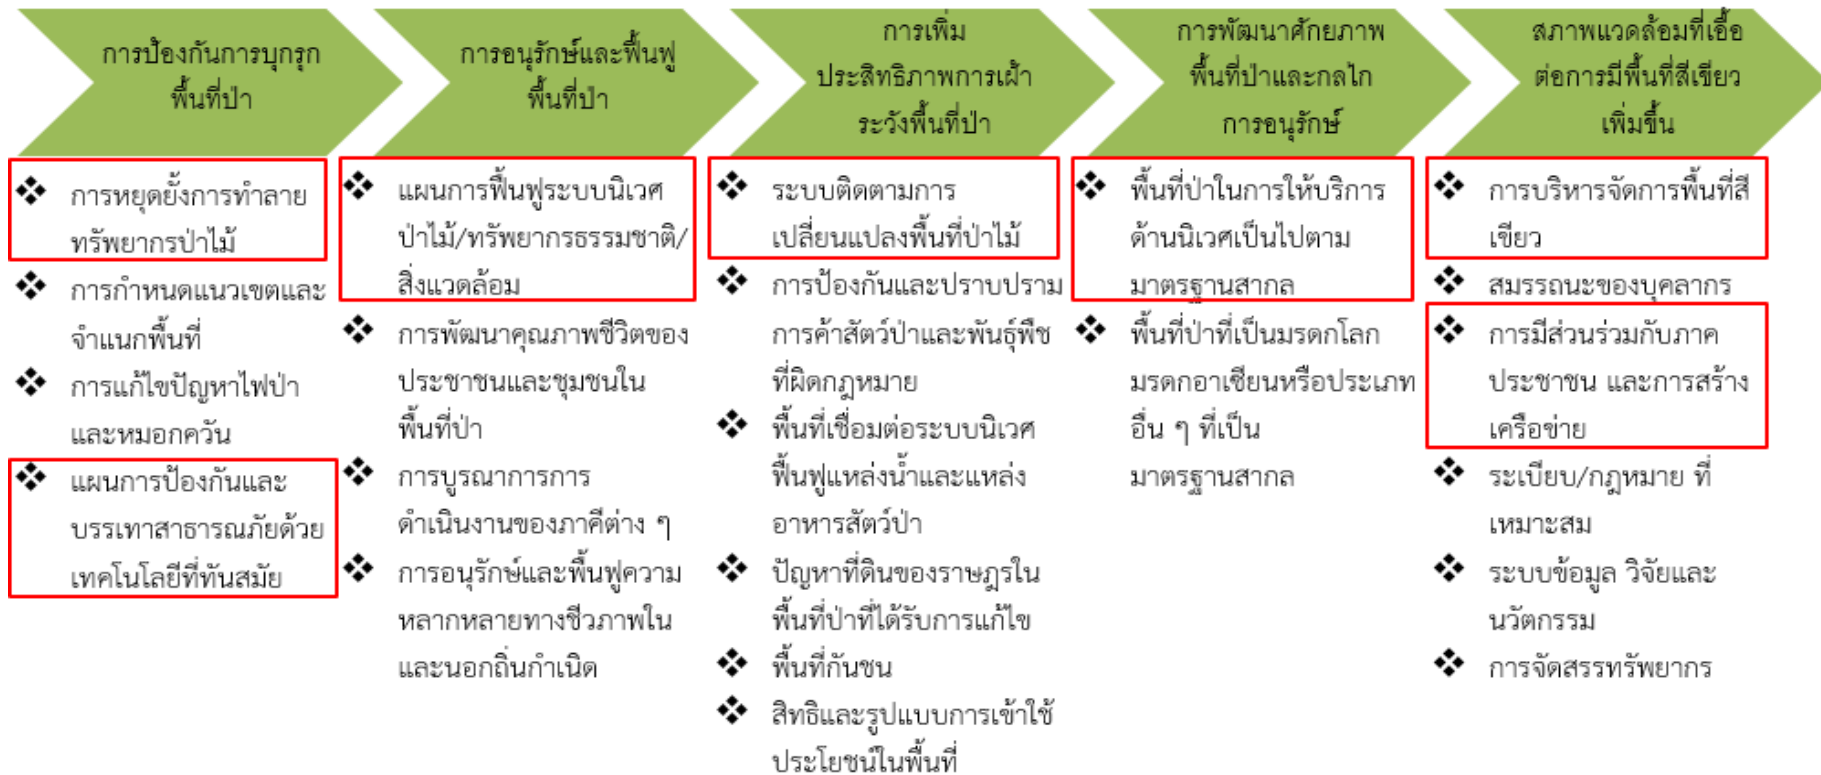 การป้องกันการบุกรุก
พื้นที่ป่า
การอนุรักษ์และฟื้นฟู
พื้นที่ป่า
การเพิ่ม
ประสิทธิภาพการเฝ้า
ระวังพื้นที่ป่า
การพัฒนาศักยภาพ
พื้นที่ป่าและกลไก
การอนุรักษ์
สภาพแวดล้อมที่เอื้อ
ต่อการมีพื้นที่สีเขียว
เพิ่มขึ้น
❖ การหยุดยั้งการทำลาย
ทรัพยากรป่าไม้
❖ การกำหนดแนวเขตและ
จำแนกพื้นที่
❖ การแก้ไขปัญหาไฟป่า
และหมอกควัน
❖ แผนการป้องกันและ
บรรเทาสาธารณภัยด้วย
เทคโนโลยีที่ทันสมัย
❖ แผนการฟื้นฟูระบบนิเวศ
ป่าไม้/ทรัพยากรธรรมชาติ/
สิ่งแวดล้อม
❖ การพัฒนาคุณภาพชีวิตของ
ประชาชนและชุมชนใน
พื้นที่ป่า
❖ การบูรณาการการ
ดำเนินงานของภาคีต่าง ๆ
❖ การอนุรักษ์และฟื้นฟูความ
หลากหลายทางชีวภาพใน
และนอกถิ่นกำเนิด
❖ ระบบติดตามการ
เปลี่ยนแปลงพื้นที่ป่าไม้
❖ การป้องกันและปราบปราม
การค้าสัตว์ป่าและพันธุ์พืช
ที่ผิดกฎหมาย
❖ พื้นที่เชื่อมต่อระบบนิเวศ
ฟื้นฟูแหล่งน้ำและแหล่ง
อาหารสัตว์ป่า
❖ ปัญหาที่ดินของราษฎรใน
พื้นที่ป่าที่ได้รับการแก้ไข
❖ พื้นที่กันชน
❖ สิทธิและรูปแบบการเข้าใช้
ประโยชน์ในพื้นที่
❖ พื้นที่ป่าในการให้บริการ
ด้านนิเวศเป็นไปตาม
มาตรฐานสากล
❖ พื้นที่ป่าที่เป็นมรดกโลก
มรดกอาเซียนหรือประเภท
อื่น ๆ ที่เป็น
มาตรฐานสากล
❖ การบริหารจัดการพื้นที่สี
เขียว
❖ สมรรถนะของบุคลากร
❖ การมีส่วนร่วมกับภาค
ประชาชน และการสร้าง
เครือข่าย
❖ ระเบียบ/กฎหมาย ที่
เหมาะสม
❖ ระบบข้อมูล วิจัยและ
นวัตกรรม
❖ การจัดสรรทรัพยากร